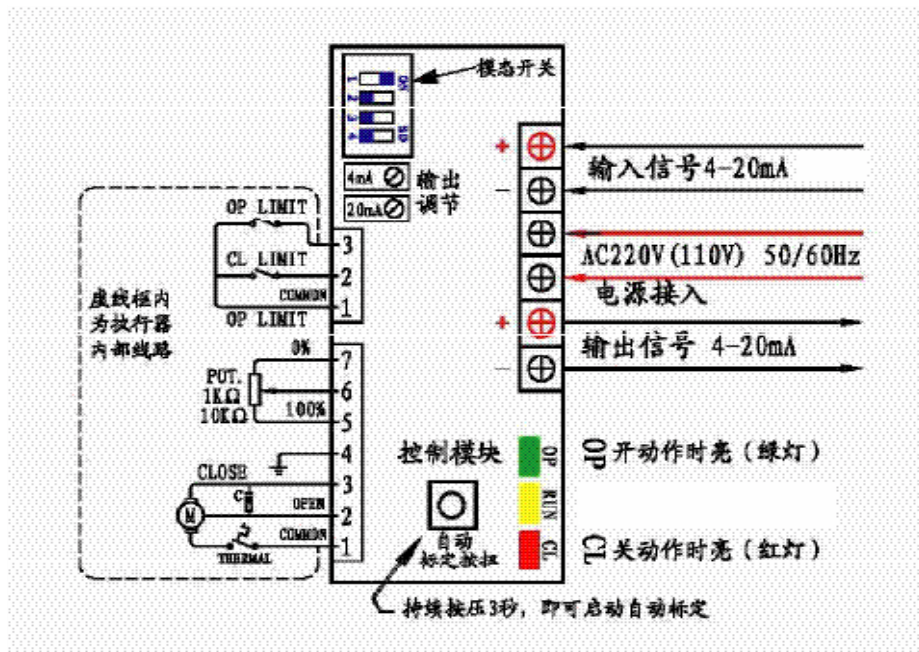 模态开关
1
ON
2
3
4
4mA
20mA
输出
调节
+
输入信号4-20mA
−
AC220V(110V) 50/60Hz
电源接入
+
输出信号 4-20mA
−
OP LIMIT
3
CL LIMIT
2
COMMON
1
OP LIMIT
虚线框内
为执行器
内部线路
0%
7
POT.
1KΩ
10KΩ
6
100%
5
4
CLOSE
3
C
OPEN
2
M
COMMON
1
THERMAL
控制模块
OP
RUN
CL
自动
标定按扭
OP 开动作时亮(绿灯)
CL 关动作时亮(红灯)
持续按压3秒,即可启动自动标定